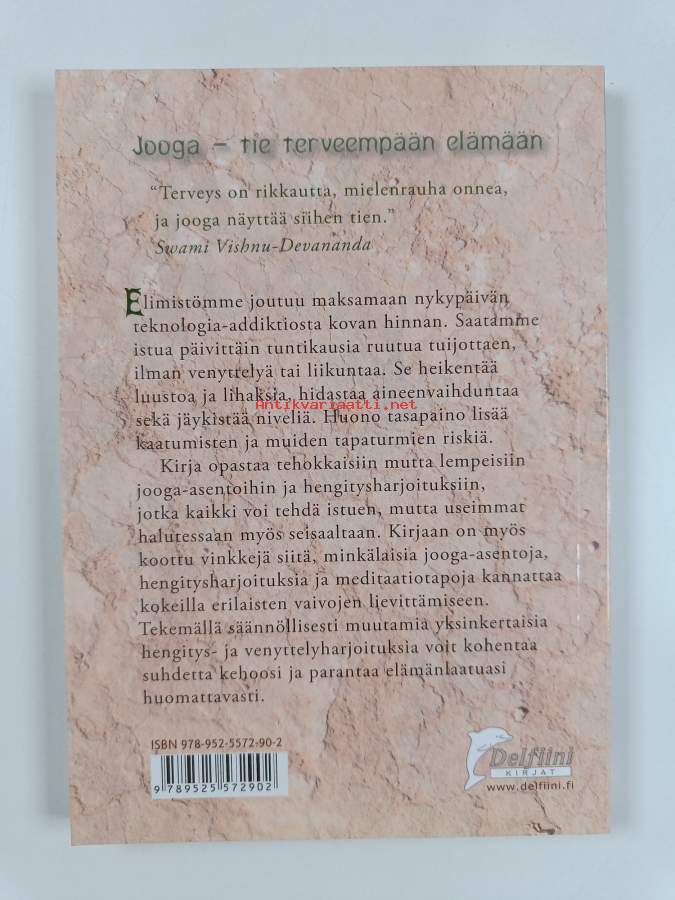 Jooga – tie terveempään elämään
“Terveys on rikkautta, mielenrauha onnea,
ja jooga näyttää siihen tien.”
Swami Vishnu-Devananda
Elimistömme joutuu maksamaan nykypäivän
teknologia-addiktiosta kovan hinnan. Saatamme
istua päivittäin tuntikausia ruutua tuijottaen,
ilman venyttelyä tai liikuntaa. Se heikentää
luustoa ja lihaksia, hidastaa aineenvaihduntaa
Antikvariaatti.net
sekä jäykistää niveliä. Huono tasapaino lisää
kaatumisten ja muiden tapaturmien riskiä.
Kirja opastaa tehokkaisiin mutta lempeisiin
jooga-asentoihin ja hengitysharjoituksiin,
jotka kaikki voi tehdä istuen, mutta useimmat
halutessaan myös seisaaltaan. Kirjaan on myös
koottu vinkkejä siitä, minkälaisia jooga-asentoja,
hengitysharjoituksia ja meditaatiotapoja kannattaa
kokeilla erilaisten vaivojen lievittämiseen.
Tekemällä säännöllisesti muutamia yksinkertaisia
hengitys- ja venyttelyharjoituksia voit kohentaa
suhdetta kehoosi ja parantaa elämänlaatuasi
huomattavasti.
ISBN 978-952-5572-90-2
9 789525 572902
Delfiini
KIRJAT
www.delfiini.fi